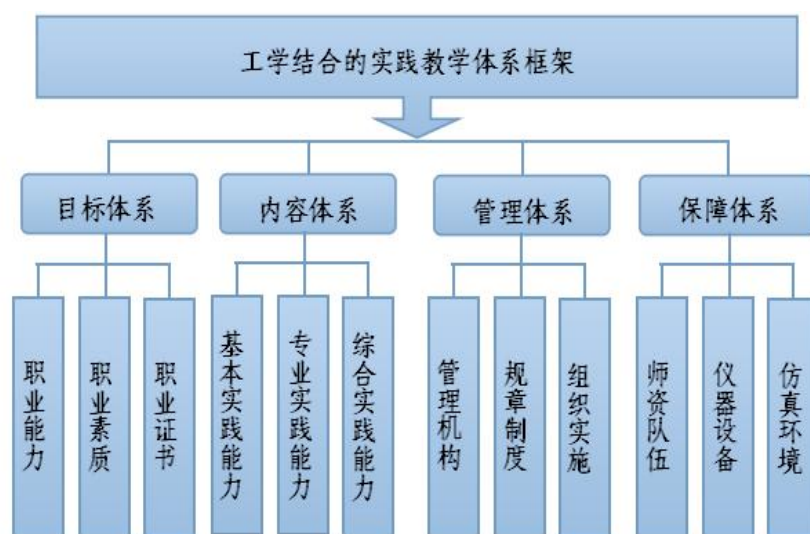 工学结合的实践教学体系框架
目标体系
内容体系
管理体系
保障体系
职业能力
职业素质
职业证书
基本实践能力
专业实践能力
综合实践能力
管理机构
规章制度
组织实施
师资队伍
仪器设备
仿真环境